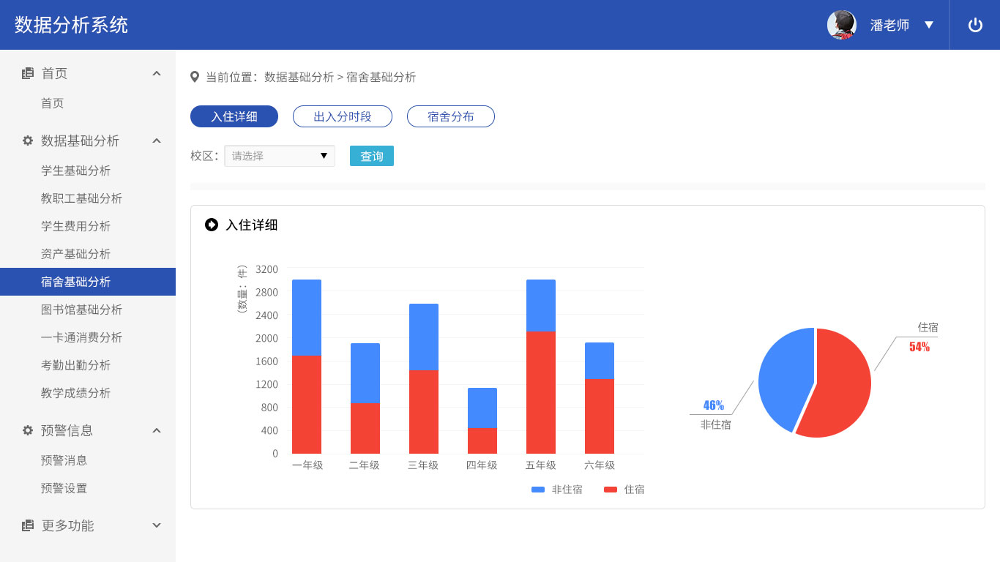 数据分析系统
潘老师
首页
首页
数据基础分析
学生基础分析
教职工基础分析
学生费用分析
资产基础分析
宿舍基础分析
图书馆基础分析
一卡通消费分析
考勤出勤分析
教学成绩分析
预警信息
预警消息
预警设置
更多功能
当前位置：数据基础分析 > 宿舍基础分析
入住详细
出入分时段
宿舍分布
校区：
请选择
查询
入住详细
（数量：件）
3200
2800
2400
2000
1600
1200
800
400
0
一年级
二年级
三年级
四年级
五年级
六年级
非住宿
住宿
住宿
54%
46%
非住宿